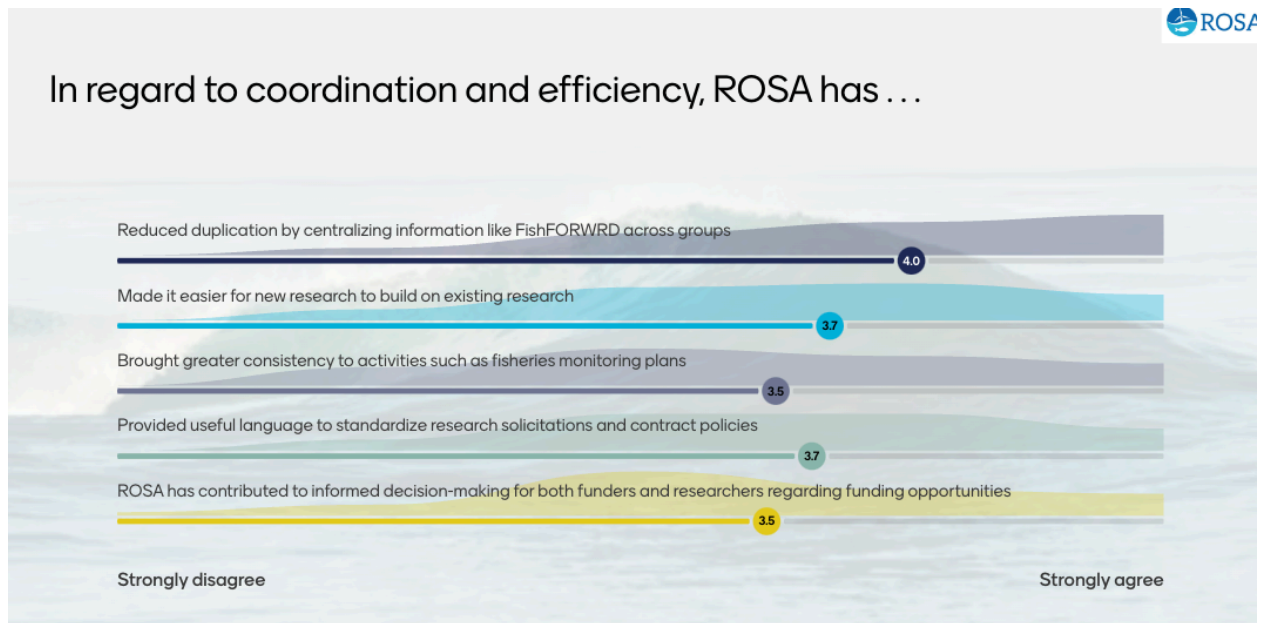 ROSA
In regard to coordination and efficiency, ROSA has ...
Reduced duplication by centralizing information like FishFORWRD across groups
4.0
Made it easier for new research to build on existing research
3.7
Brought greater consistency to activities such as fisheries monitoring plans
3.5
Provided useful language to standardize research solicitations and contract policies
3.7
ROSA has contributed to informed decision-making for both funders and researchers regarding funding opportunities
3.5
Strongly disagree
Strongly agree